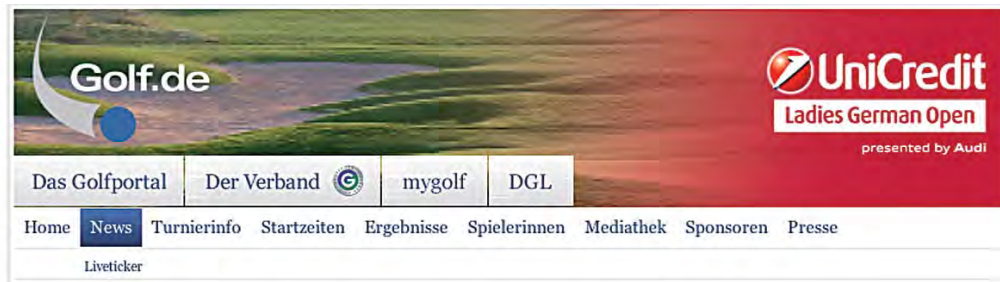 Golf.de
UniCredit
Ladies German Open
presented by Audi
Das Golfportal Der Verband mygolf DGL
Home News Turnierinfo Startzeiten Ergebnisse Spielerinnen Mediathek Sponsoren Presse
Liveticker